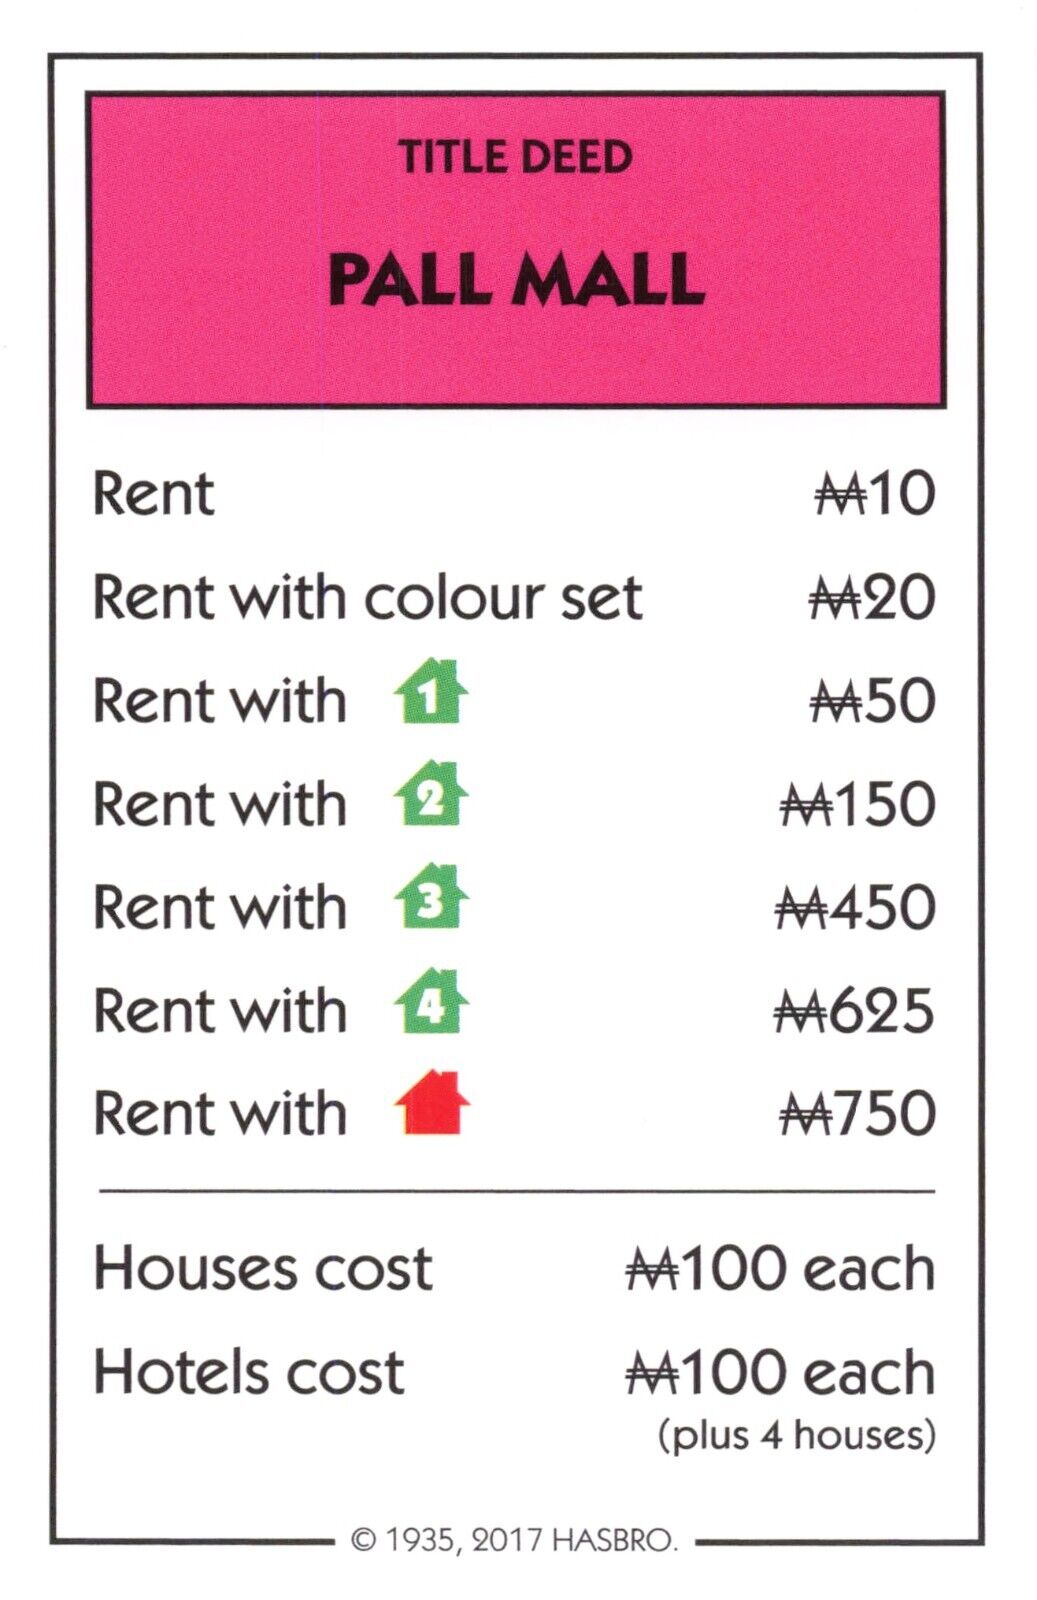 TITLE DEED
PALL MALL
Rent ₩10
Rent with colour set ₩20
Rent with 1 ₩50
Rent with 2 ₩150
Rent with 3 ₩450
Rent with 4 ₩625
Rent with ₩750
Houses cost ₩100 each
Hotels cost ₩100 each
(plus 4 houses)
© 1935, 2017 HASBRO.